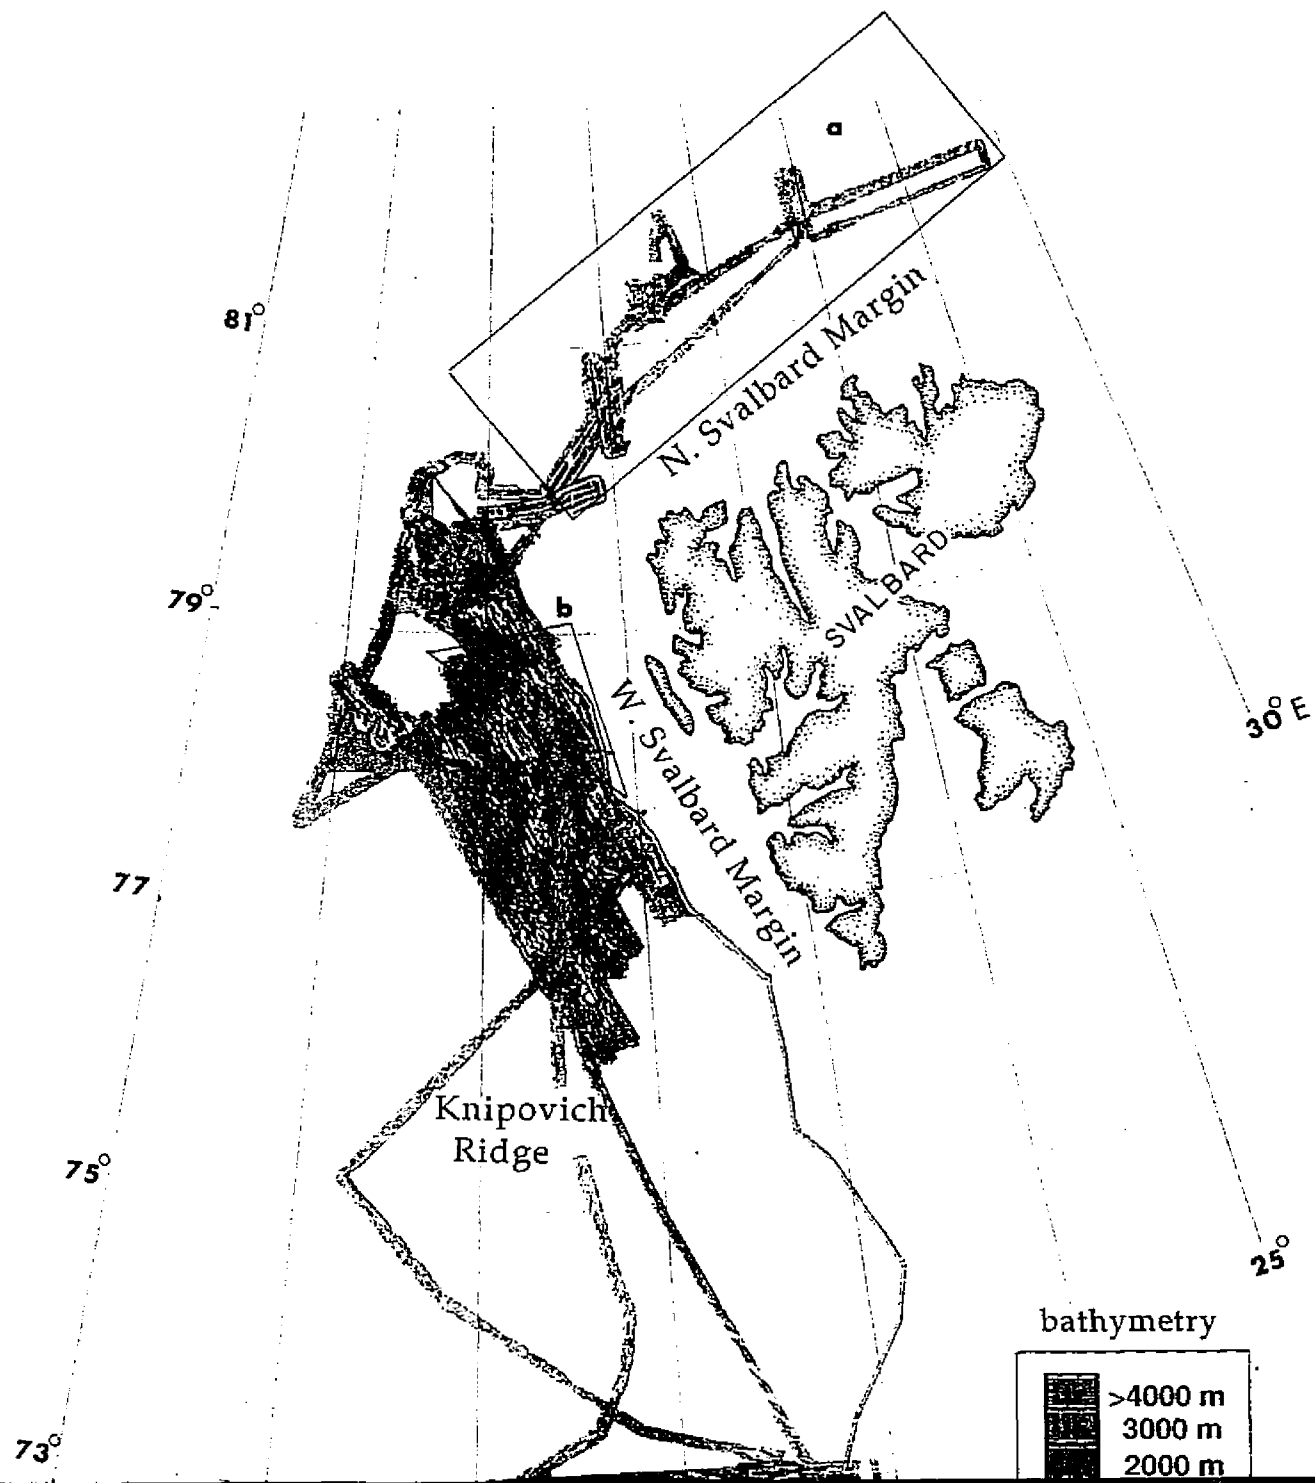 a
81°
N. Svalbard Margin
79°
b
SVALBARD
W. Svalbard Margin
30° E
77
Knipovich
Ridge
75°
25°
bathymetry
>4000 m
3000 m
2000 m
73°